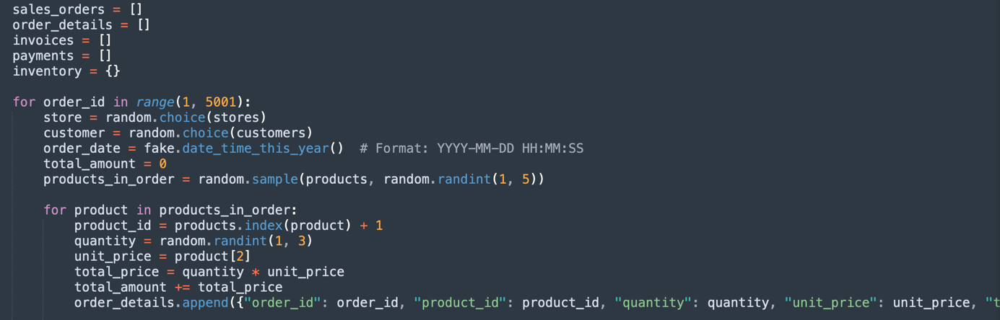 sales_orders = []
order_details = []
invoices = []
payments = []
inventory = {}
for order_id in range(1, 5001):
    store = random.choice(stores)
    customer = random.choice(customers)
    order_date = fake.date_time_this_year()  # Format: YYYY-MM-DD HH:MM:SS
    total_amount = 0
    products_in_order = random.sample(products, random.randint(1, 5))
    for product in products_in_order:
        product_id = products.index(product) + 1
        quantity = random.randint(1, 3)
        unit_price = product[2]
        total_price = quantity * unit_price
        total_amount += total_price
        order_details.append({"order_id": order_id, "product_id": product_id, "quantity": quantity, "unit_price": unit_price, "t